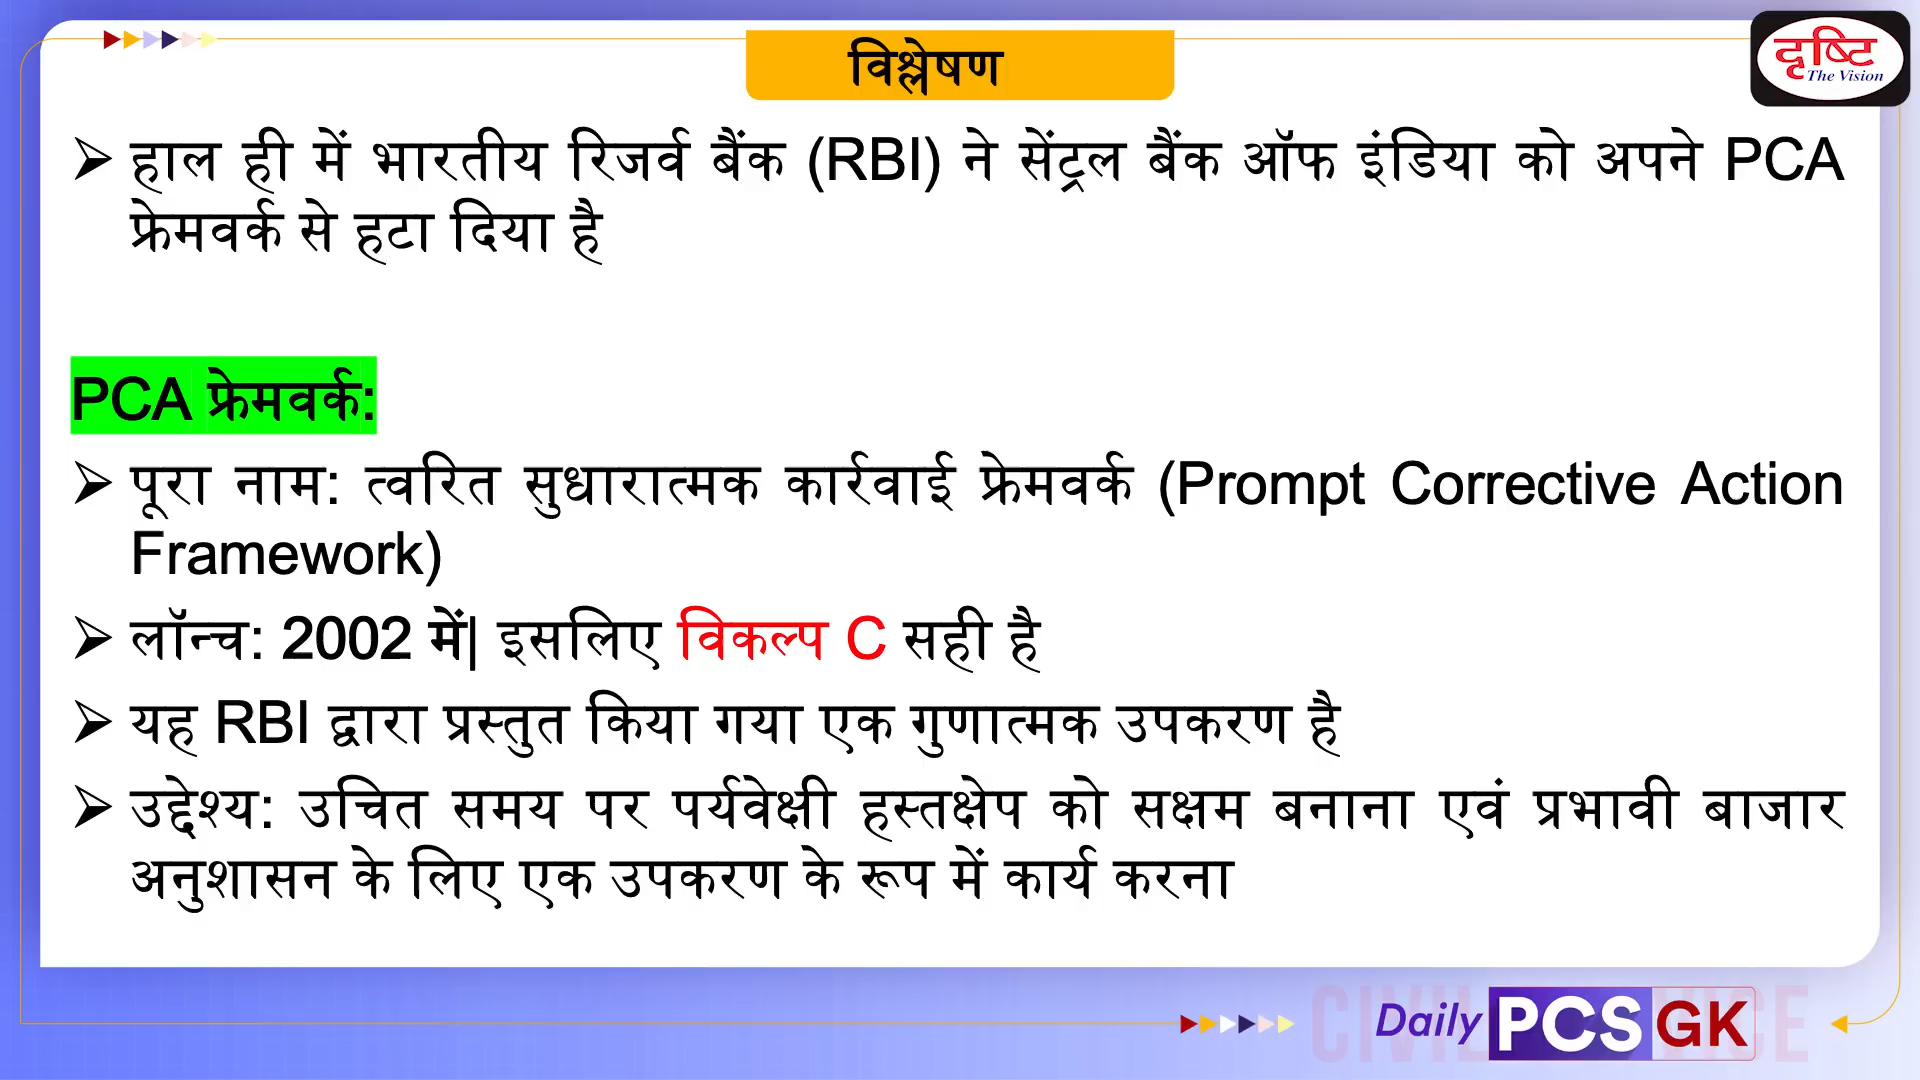 विश्लेषण
दृष्टि
The Vision
➢ हाल ही में भारतीय रिजर्व बैंक (RBI) ने सेंट्रल बैंक ऑफ इंडिया को अपने PCA
फ्रेमवर्क से हटा दिया है
PCA फ्रेमवर्क:
➢ पूरा नाम: त्वरित सुधारात्मक कार्रवाई फ्रेमवर्क (Prompt Corrective Action
Framework)
➢ लॉन्च: 2002 में| इसलिए विकल्प C सही है
➢ यह RBI द्वारा प्रस्तुत किया गया एक गुणात्मक उपकरण है
➢ उद्देश्य: उचित समय पर पर्यवेक्षी हस्तक्षेप को सक्षम बनाना एवं प्रभावी बाजार
अनुशासन के लिए एक उपकरण के रूप में कार्य करना
Daily PCS GK